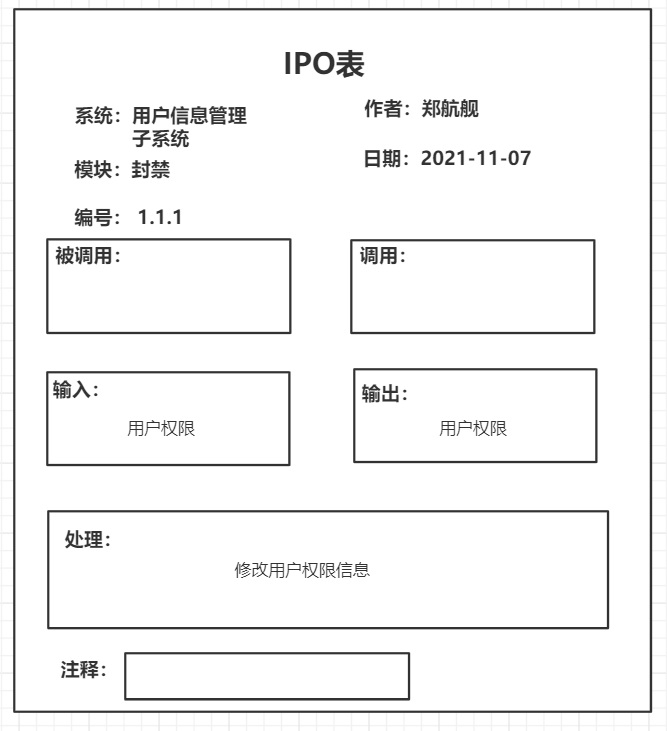 IPO表
系统：用户信息管理
子系统
作者：郑航舰
模块：封禁
日期：2021-11-07
编号： 1.1.1
被调用：
调用：
输入：
用户权限
输出：
用户权限
处理：
修改用户权限信息
注释：